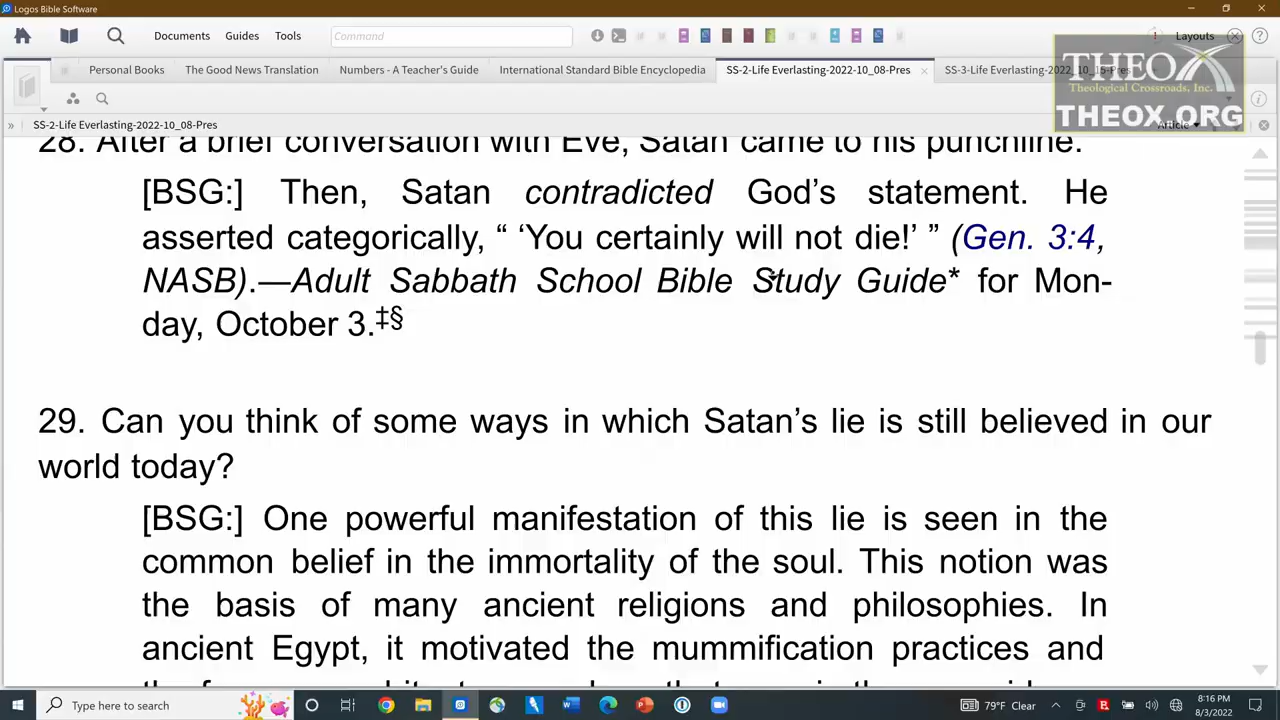 Logos Bible Software
Documents Guides Tools Command Layouts
Personal Books The Good News Translation Guide International Standard Bible Encyclopedia SS-2-Life Everlasting-2022-10_08-Pres SS-3-Life Everlasting-2022_10_15-Pres
THEOX
Theological Crossroads, Inc.
THEOX.ORG
SS-2-Life Everlasting-2022-10_08-Pres Article
28. After a brief conversation with Eve, Satan came to his punchline.
[BSG:] Then, Satan contradicted God’s statement. He
asserted categorically, “ ‘You certainly will not die!’ ” (Gen. 3:4,
NASB).—Adult Sabbath School Bible Study Guide* for Mon-
day, October 3.‡§
29. Can you think of some ways in which Satan’s lie is still believed in our
world today?
[BSG:] One powerful manifestation of this lie is seen in the
common belief in the immortality of the soul. This notion was
the basis of many ancient religions and philosophies. In
ancient Egypt, it motivated the mummification practices and
Type here to search
79°F Clear
8:16 PM
8/3/2022